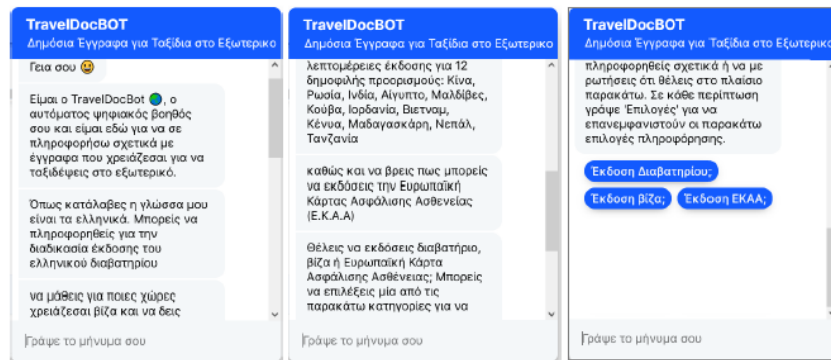 TravelDocBOT
Δημόσια Έγγραφα για Ταξίδια στο Εξωτερικο
Γεια σου 😃
Είμαι ο TravelDocBot 🌍, ο
αυτόματος ψηφιακός βοηθός
σου και είμαι εδώ για να σε
πληροφορήσω σχετικά με
έγγραφα που χρειάζεσαι για να
ταξιδέψεις στο εξωτερικό.
Όπως κατάλαβες η γλώσσα μου
είναι τα ελληνικά. Μπορείς να
πληροφορηθείς για την
διαδικασία έκδοσης του
ελληνικού διαβατηρίου
να μάθεις για ποιες χώρες
χρειάζεσαι βίζα και να δεις
Γράψε το μήνυμα σου
TravelDocBOT
Δημόσια Έγγραφα για Ταξίδια στο Εξωτερικο
λεπτομέρειες έκδοσης για 12
δημοφιλής προορισμούς: Κίνα,
Ρωσία, Ινδία, Αίγυπτο, Μαλδίβες,
Κούβα, Ιορδανία, Βιετναμ,
Κένυα, Μαδαγασκάρη, Νεπάλ,
Τανζανία
καθώς και να βρεις πως μπορείς
να εκδόσεις την Ευρωπαϊκή
Κάρτας Ασφάλισης Ασθενείας
(Ε.Κ.Α.Α)
Θέλεις να εκδόσεις διαβατήριο,
βίζα ή Ευρωπαϊκή Κάρτα
Ασφάλισης Ασθένειας; Μπορείς
να επιλέξεις μία από τις
παρακάτω κατηγορίες για να
Γράψε το μήνυμα σου
TravelDocBOT
Δημόσια Έγγραφα για Ταξίδια στο Εξωτερικο
πληροφορηθείς σχετικά ή να με
ρωτήσεις ότι θέλεις στο πλαίσιο
παρακάτω. Σε κάθε περίπτωση
γράψε 'Επιλογές' για να
επανεμφανιστούν οι παρακάτω
επιλογές πληροφόρησης.
Έκδοση Διαβατηρίου;
Έκδοση βίζα; Έκδοση ΕΚΑΑ;
Γράψε το μήνυμα σου